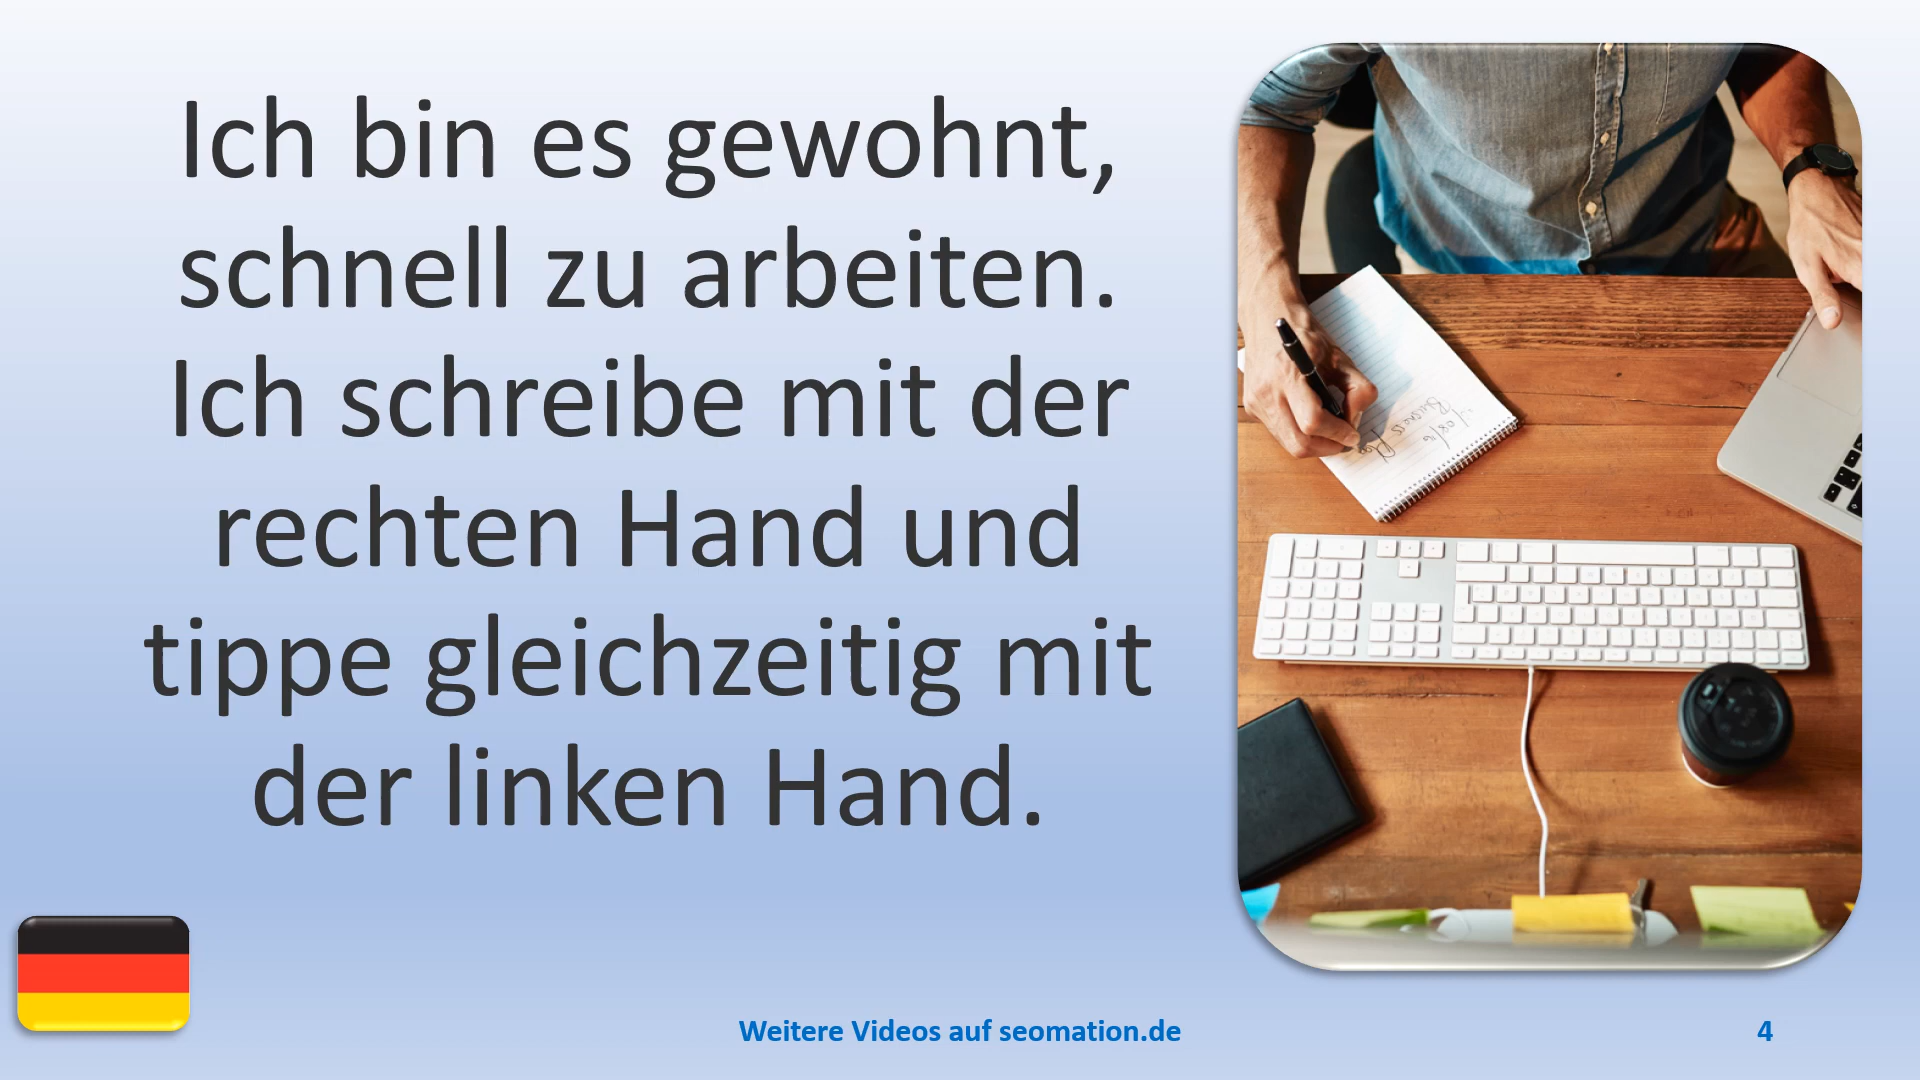 Ich bin es gewohnt,
schnell zu arbeiten.
Ich schreibe mit der
rechten Hand und
tippe gleichzeitig mit
der linken Hand.
Weitere Videos auf seomation.de
4